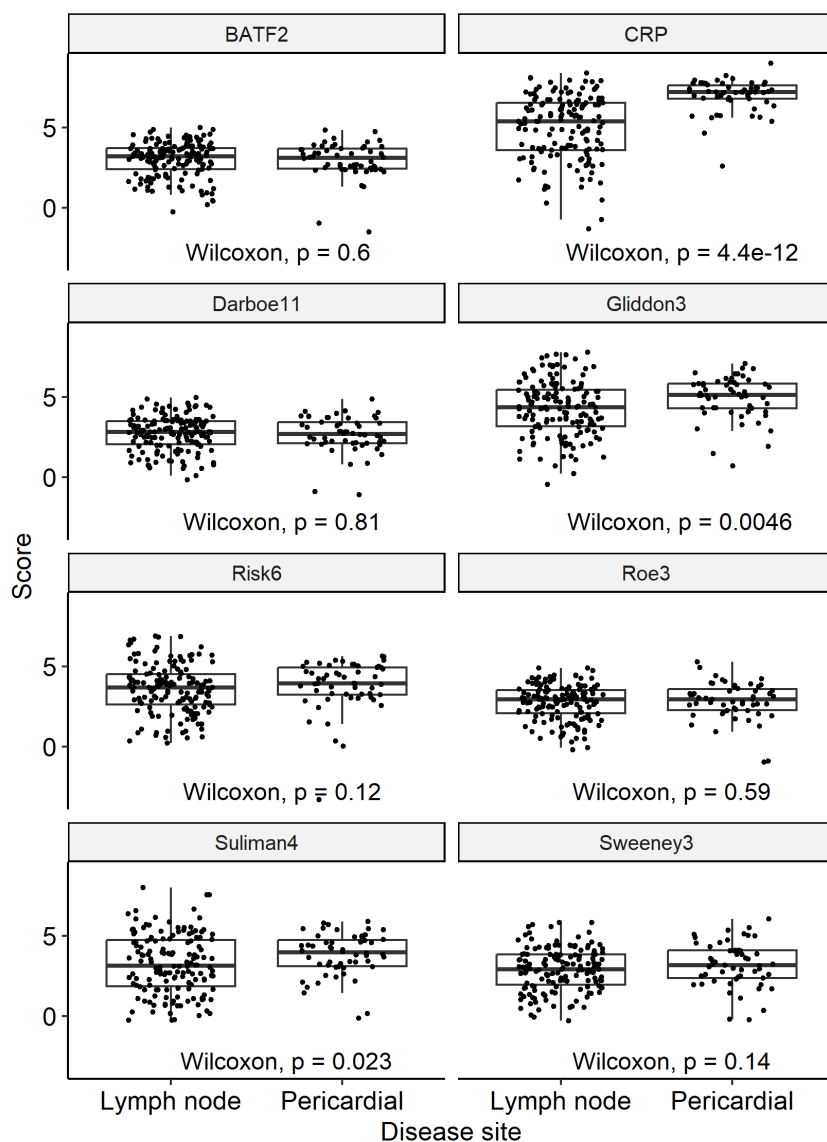 BATF2
CRP
5
0
Wilcoxon, p = 0.6
Wilcoxon, p = 4.4e-12
Darboe11
Gliddon3
5
0
Wilcoxon, p = 0.81
Wilcoxon, p = 0.0046
Score
Risk6
Roe3
5
0
Wilcoxon, p = 0.12
Wilcoxon, p = 0.59
Suliman4
Sweeney3
5
0
Wilcoxon, p = 0.023
Wilcoxon, p = 0.14
Lymph node
Pericardial
Lymph node
Pericardial
Disease site